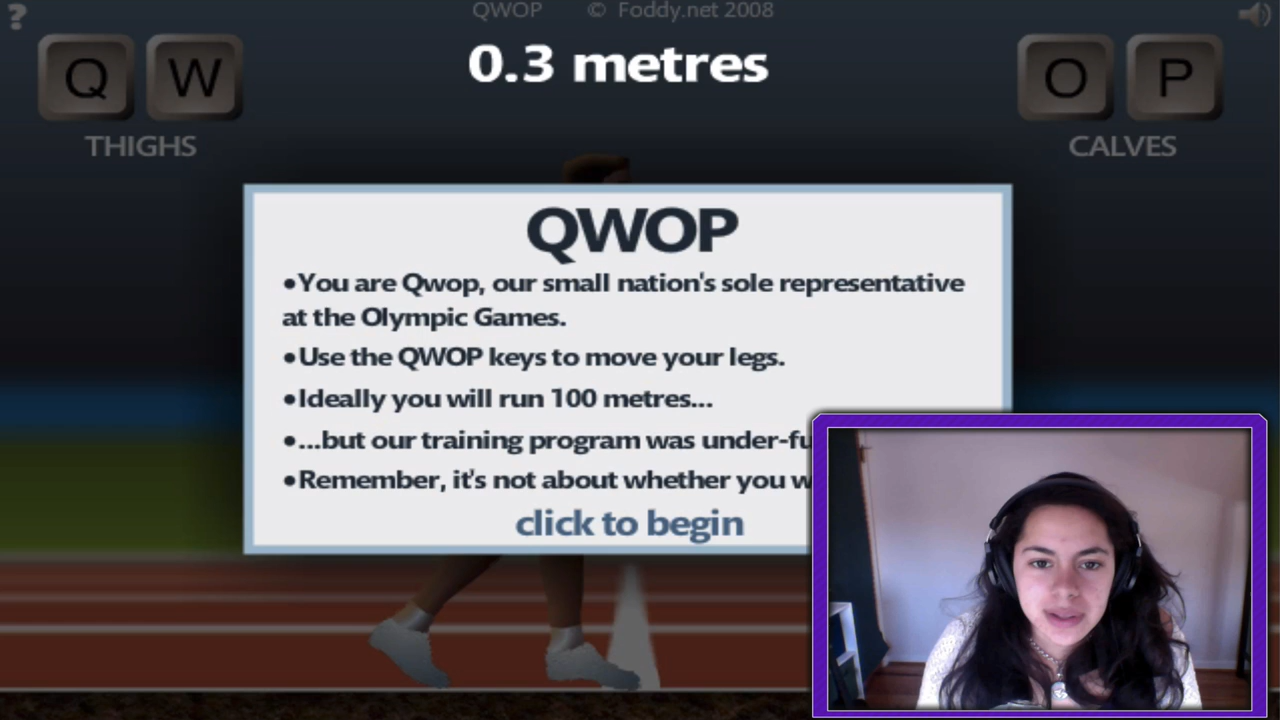 ?
QWOP © Foddy.net 2008
0.3 metres
Q W
O P
THIGHS
CALVES
QWOP
•You are Qwop, our small nation's sole representative
at the Olympic Games.
•Use the QWOP keys to move your legs.
•Ideally you will run 100 metres...
•...but our training program was under-fu
•Remember, it's not about whether you w
click to begin